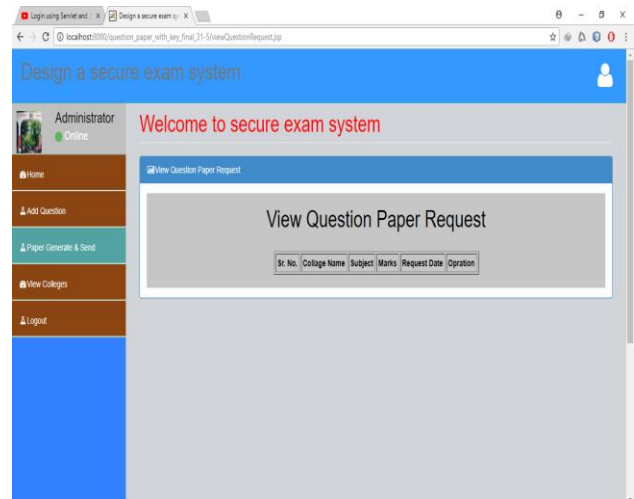 Login using Servlet and
Design a secure exam sy
localhost:8080/question_paper_with_key_final_31-5/viewQuestionRequest.jsp
Design a secure exam system
Administrator
Online
Welcome to secure exam system
Home
View Question Paper Request
Add Question
View Question Paper Request
Paper Generate & Send
Sr. No. Collage Name Subject Marks Request Date Opration
View Colleges
Logout